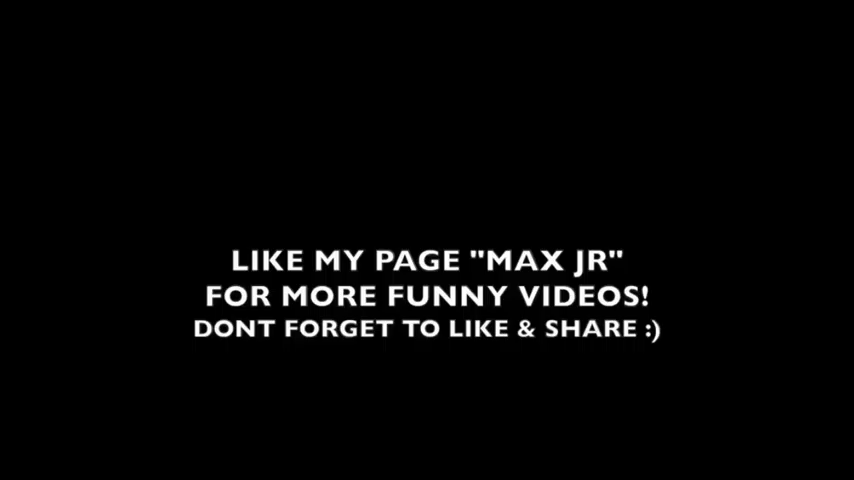 LIKE MY PAGE "MAX JR"
FOR MORE FUNNY VIDEOS!
DONT FORGET TO LIKE & SHARE :)